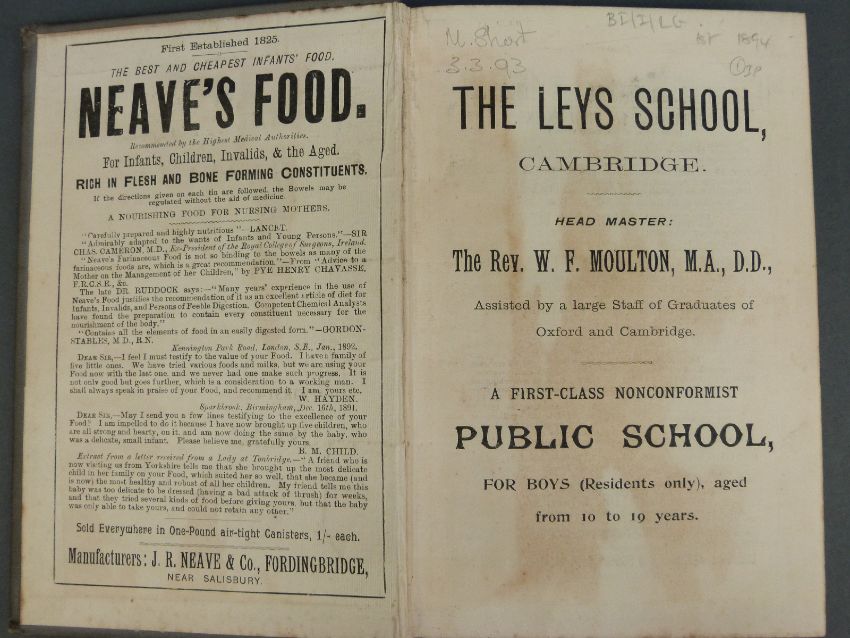 First Established 1825.
THE BEST AND CHEAPEST INFANTS' FOOD.
NEAVE'S FOOD.
Recommended by the Highest Medical Authorities.
For Infants, Children, Invalids, & the Aged.
RICH IN FLESH AND BONE FORMING CONSTITUENTS.
If the directions given on each tin are followed, the Bowels may be
regulated without the aid of medicine.
A NOURISHING FOOD FOR NURSING MOTHERS.
"Carefully prepared and highly nutritious"—LANCET.
"Admirably adapted to the wants of Infants and Young Persons."—SIR
CHAS. CAMERON, M.D., Ex-President of the Royal College of Surgeons, Ireland.
"Neave's Farinaceous Food is not so binding to the bowels as many of the
farinaceous foods are, which is a great recommendation."—From "Advice to a
Mother on the Management of her Children," by PYE HENRY CHAVASSE,
F.R.C.S.E., &c.
The late DR. RUDDOCK says:—"Many years' experience in the use of
Neave's Food justifies the recommendation of it as an excellent article of diet for
Infants, Invalids, and Persons of Feeble Digestion. Competent Chemical Analysts
have found the preparation to contain every constituent necessary for the
nourishment of the body."
"Contains all the elements of food in an easily digested form."—GORDON-
STABLES, M.D., R.N.
Kennington Park Road, London, S.E., Jan., 1892.
DEAR SIR,—I feel I must testify to the value of your Food. I have a family of
five little ones. We have tried various foods and milks, but we are using your
Food now with the last one, and we never had one make such progress. It is
not only good but goes further, which is a consideration to a working man. I
shall always speak in praise of your Food, and recommend it. I am, yours etc.
W. HAYDEN.
Sparkbrook, Birmingham, Dec. 16th, 1891.
DEAR SIR,—May I send you a few lines testifying to the excellence of your
Food? I am impelled to do it because I have now brought up five children, who
are all strong and hearty, on it, and am now doing the same by the baby, who
was a delicate, small infant. Please believe me, gratefully yours,
B. M. CHILD.
Extract from a letter received from a Lady at Tonbridge.—"A friend who is
now visiting us from Yorkshire tells me that she brought up the most delicate
child in her family on your Food, which suited her so well, that she became (and
is now) the most healthy and robust of all her children. My friend tells me this
baby was too delicate to be dressed (having a bad attack of thrush) for weeks,
and that they tried several kinds of food before giving yours, but that the baby
was only able to take yours, and could not retain any other."
Sold Everywhere in One-Pound air-tight Canisters, 1/- each.
Manufacturers: J. R. NEAVE & Co., FORDINGBRIDGE,
NEAR SALISBURY.
M. Short
3.3.93
1894
THE LEYS SCHOOL,
CAMBRIDGE.
HEAD MASTER:
The Rev. W. F. MOULTON, M.A., D.D.,
Assisted by a large Staff of Graduates of
Oxford and Cambridge.
A FIRST-CLASS NONCONFORMIST
PUBLIC SCHOOL,
FOR BOYS (Residents only), aged
from 10 to 19 years.